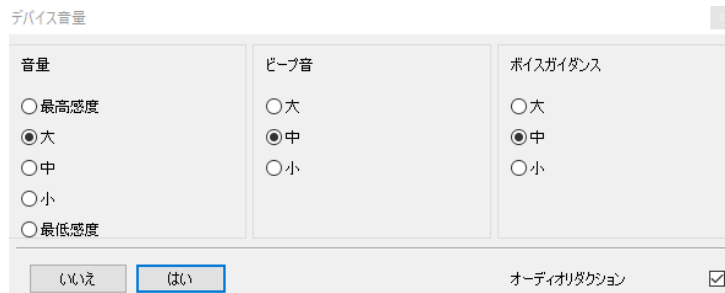 デバイス音量
音量
最高感度
大
中
小
最低感度
ビープ音
大
中
小
ボイスガイダンス
大
中
小
いいえ
はい
オーディオリダクション